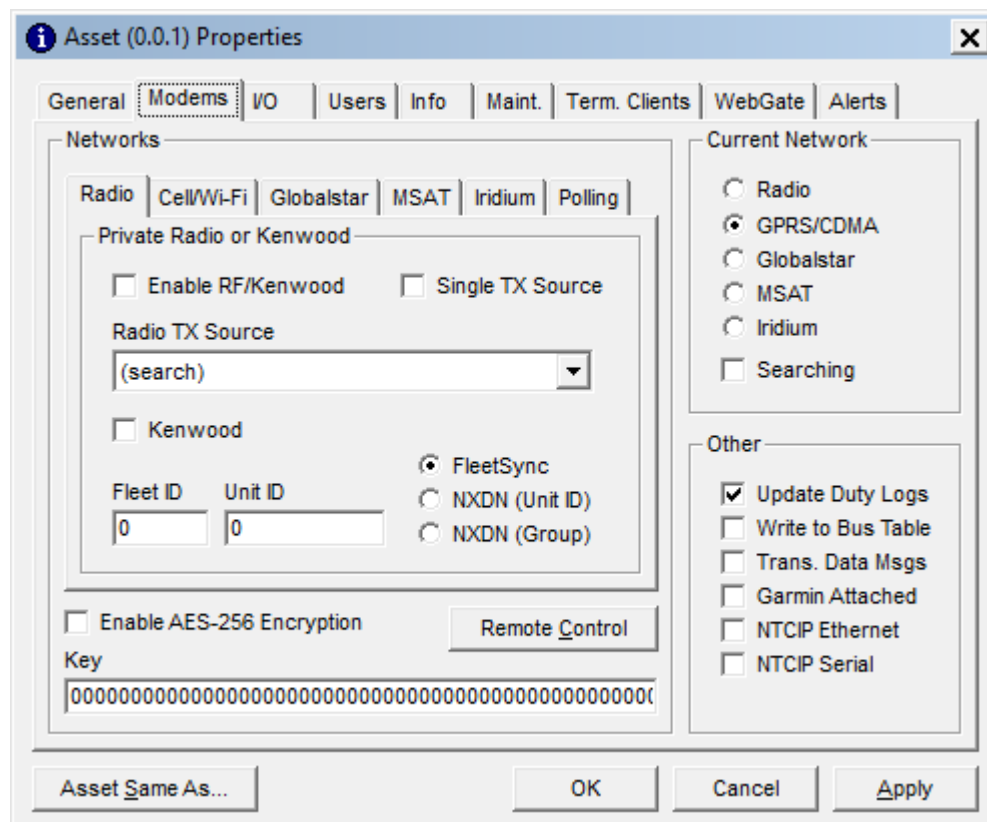 Asset (0.0.1) Properties
General Modems I/O Users Info Maint. Term. Clients WebGate Alerts
Networks
Radio Cell/Wi-Fi Globalstar MSAT Iridium Polling
Private Radio or Kenwood
Enable RF/Kenwood Single TX Source
Radio TX Source
(search)
Kenwood
Fleet ID Unit ID
0 0
FleetSync
NXDN (Unit ID)
NXDN (Group)
Enable AES-256 Encryption
Remote Control
Key
000000000000000000000000000000000000000000000000
Current Network
Radio
GPRS/CDMA
Globalstar
MSAT
Iridium
Searching
Other
Update Duty Logs
Write to Bus Table
Trans. Data Msgs
Garmin Attached
NTCIP Ethernet
NTCIP Serial
Asset Same As... OK Cancel Apply